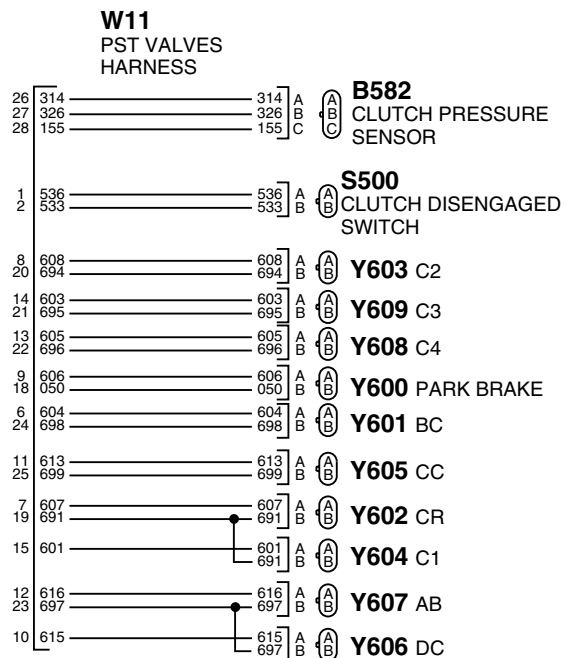 W11
PST VALVES
HARNESS
26 314 314 A A B582
27 326 326 B B CLUTCH PRESSURE
28 155 155 C C SENSOR
1 536 536 A A S500
2 533 533 B B CLUTCH DISENGAGED
SWITCH
8 608 608 A A
20 694 694 B B Y603 C2
14 603 603 A A
21 695 695 B B Y609 C3
13 605 605 A A
22 696 696 B B Y608 C4
9 606 606 A A
18 050 050 B B Y600 PARK BRAKE
6 604 604 A A
24 698 698 B B Y601 BC
11 613 613 A A
25 699 699 B B Y605 CC
7 607 607 A A
19 691 691 B B Y602 CR
15 601 601 A A
691 B B Y604 C1
12 616 616 A A
23 697 697 B B Y607 AB
10 615 615 A A
697 B B Y606 DC